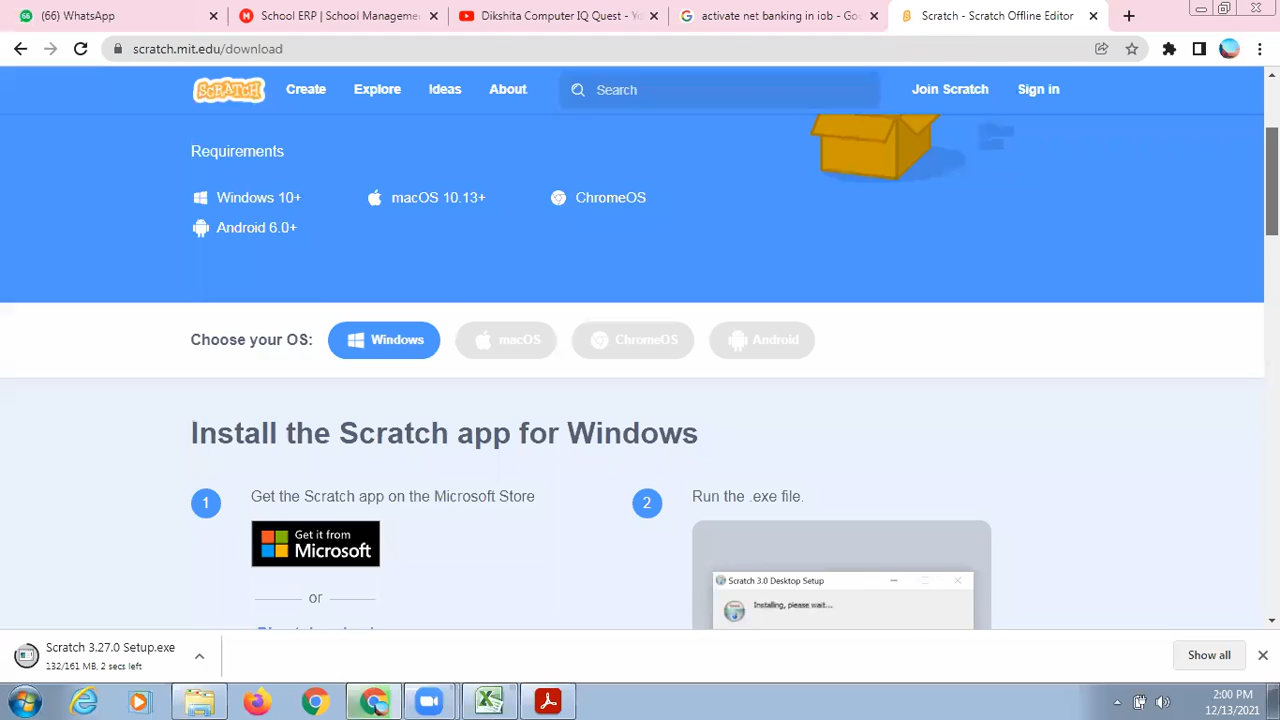 (66) WhatsApp
School ERP | School Manageme
Dikshita Computer IQ Quest - Yo
activate net banking in iob - Goo
Scratch - Scratch Offline Editor
scratch.mit.edu/download
SCRATCH
Create
Explore
Ideas
About
Search
Join Scratch
Sign in
Requirements
Windows 10+
macOS 10.13+
ChromeOS
Android 6.0+
Choose your OS:
Windows
macOS
ChromeOS
Android
Install the Scratch app for Windows
1
Get the Scratch app on the Microsoft Store
Get it from
Microsoft
or
2
Run the .exe file.
Scratch 3.0 Desktop Setup
Installing, please wait...
Scratch 3.27.0 Setup.exe
132/161 MB, 2 secs left
Show all
2:00 PM
12/13/2021